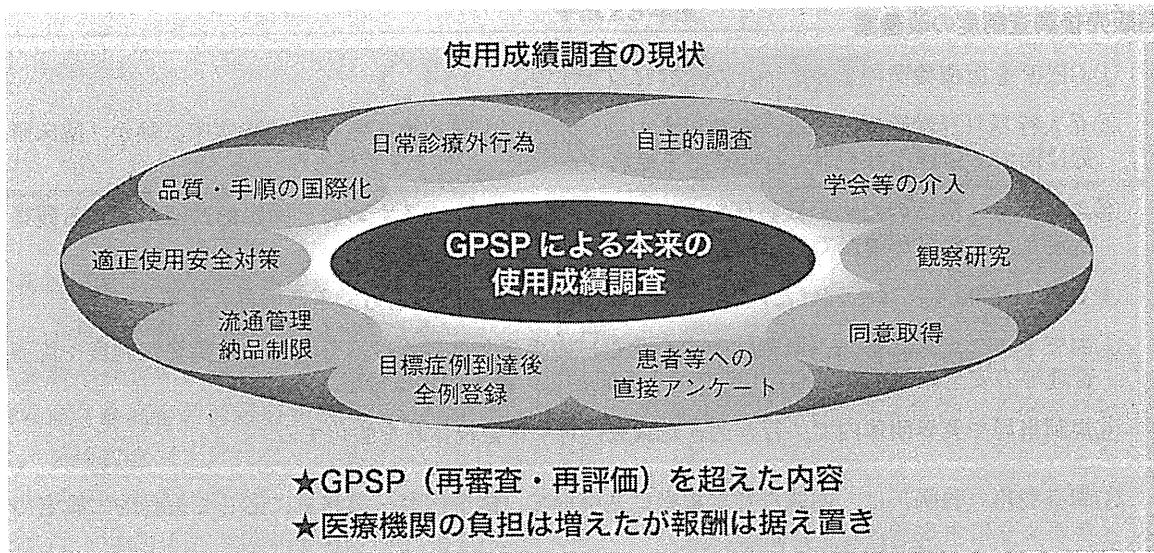 使用成績調査の現状
日常診療外行為
自主的調査
品質・手順の国際化
学会等の介入
適正使用安全対策
GPSP による本来の
使用成績調査
観察研究
流通管理
納品制限
同意取得
目標症例到達後
全例登録
患者等への
直接アンケート
★GPSP（再審査・再評価）を超えた内容
★医療機関の負担は増えたが報酬は据え置き